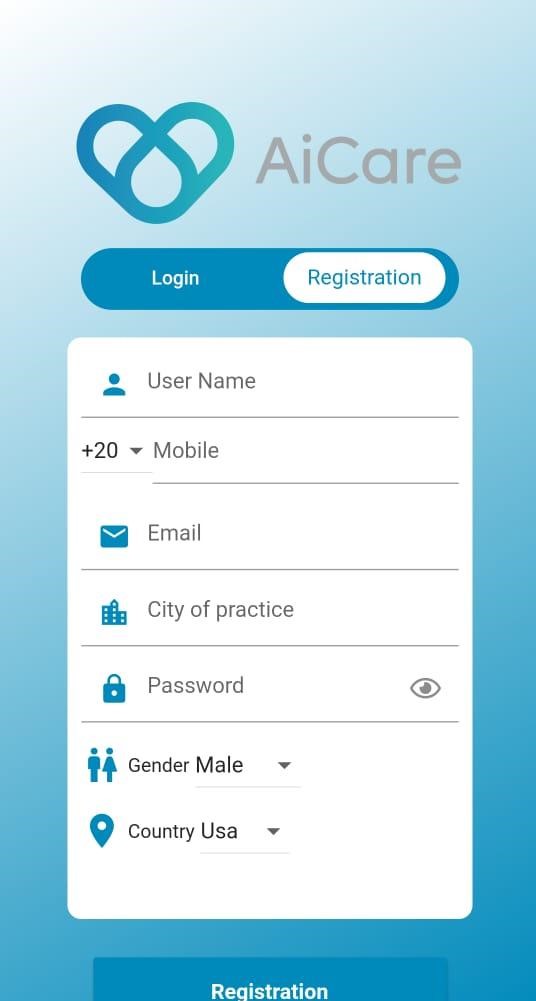 AiCare
Login Registration
User Name
+20 Mobile
Email
City of practice
Password
Gender Male
Country Usa
Registration